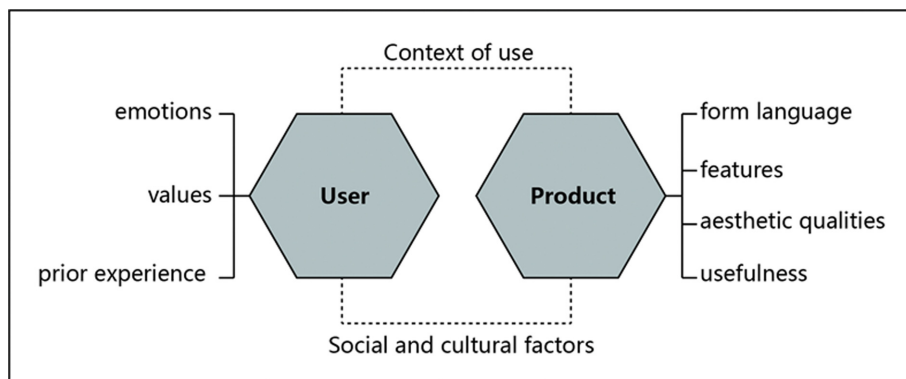 Context of use
emotions
values
prior experience
User
Product
form language
features
aesthetic qualities
usefulness
Social and cultural factors